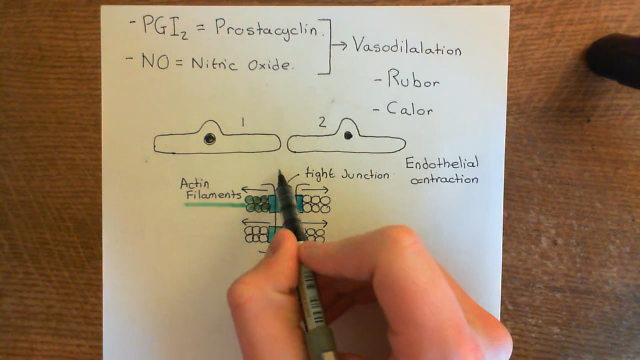 - PGI₂ = Prostacyclin.
- NO = Nitric Oxide.
→ Vasodilalation
- Rubor
- Calor
1
2
Endothelial
contraction
tight Junction
Actin
Filaments